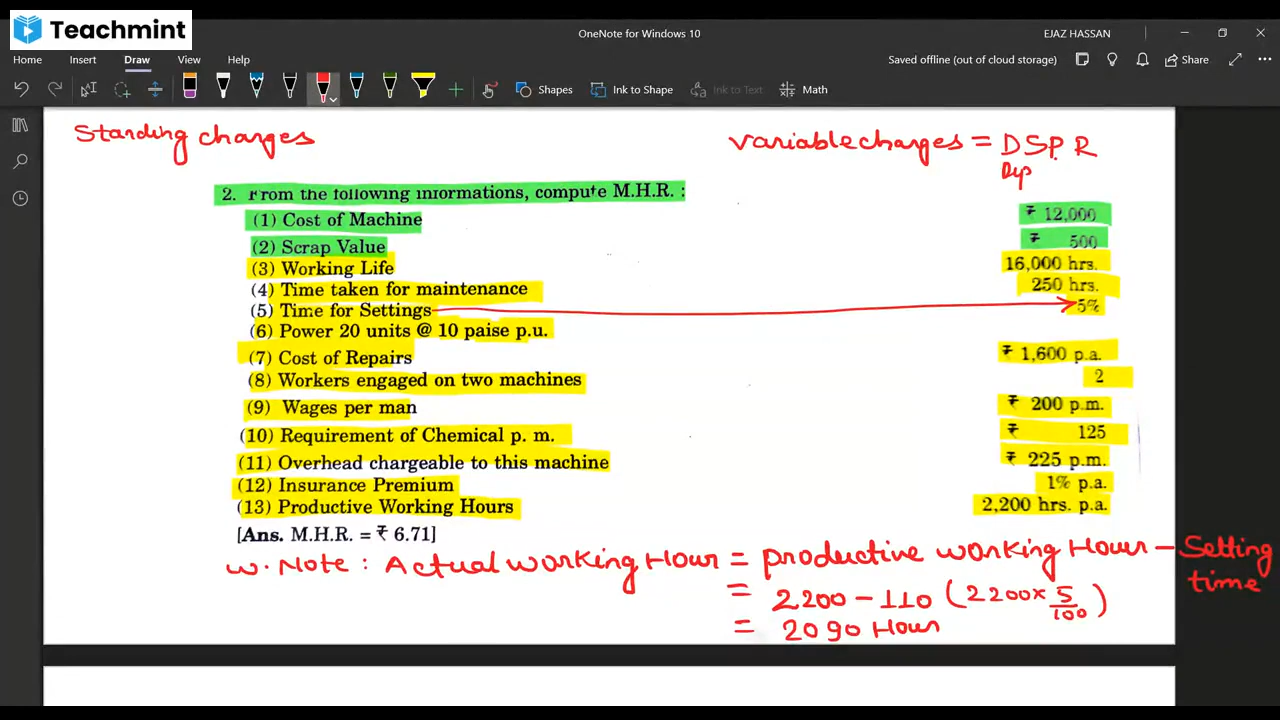 Teachmint
OneNote for Windows 10
EJAZ HASSAN
Home Insert Draw View Help
Saved offline (out of cloud storage)
Share
Shapes
Ink to Shape
Ink to Text
Math
Standing charges
variable charges = D S P. R
Dep
2. From the following informations, compute M.H.R. :
(1) Cost of Machine ₹ 12,000
(2) Scrap Value ₹ 500
(3) Working Life 16,000 hrs.
(4) Time taken for maintenance 250 hrs.
(5) Time for Settings 5%
(6) Power 20 units @ 10 paise p.u.
(7) Cost of Repairs ₹ 1,600 p.a.
(8) Workers engaged on two machines 2
(9) Wages per man ₹ 200 p.m.
(10) Requirement of Chemical p. m. ₹ 125
(11) Overhead chargeable to this machine ₹ 225 p.m.
(12) Insurance Premium 1% p.a.
(13) Productive Working Hours 2,200 hrs. p.a.
[Ans. M.H.R. = ₹ 6.71]
W. Note : Actual working Hour = productive working Hour - Setting time
= 2200 - 110 (2200 x 5/100)
= 2090 Hour